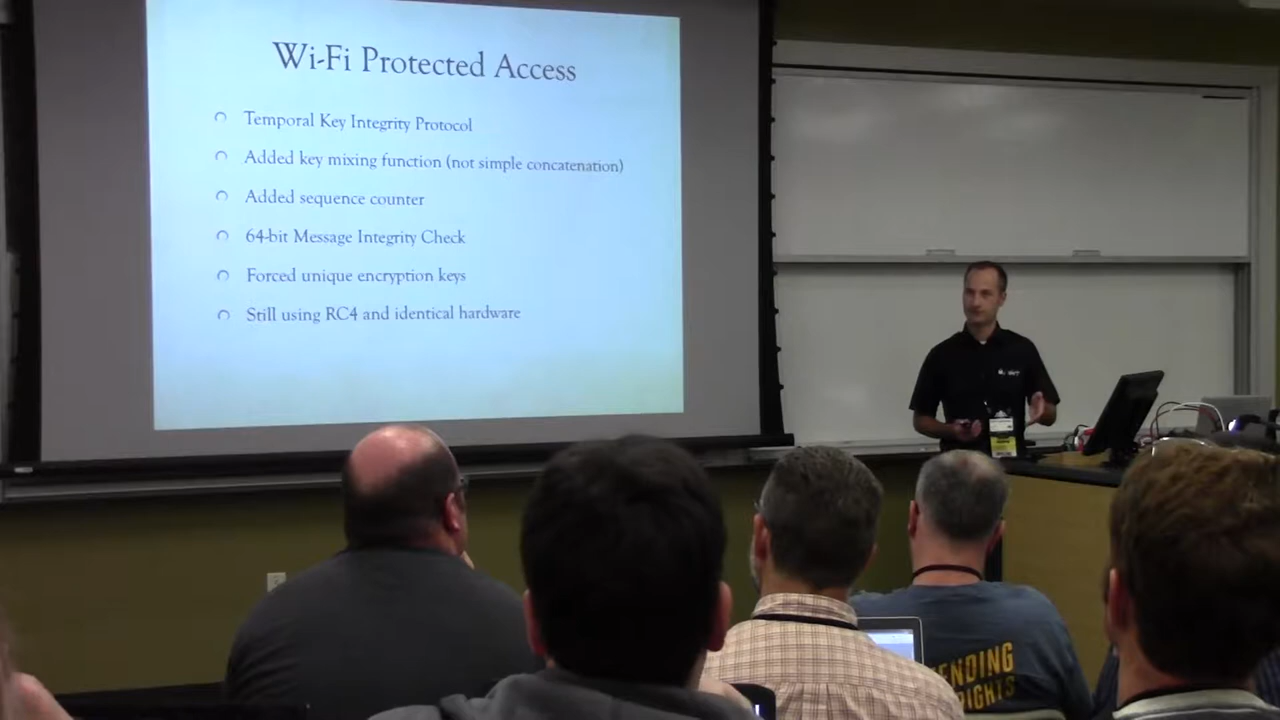 Wi-Fi Protected Access
Temporal Key Integrity Protocol
Added key mixing function (not simple concatenation)
Added sequence counter
64-bit Message Integrity Check
Forced unique encryption keys
Still using RC4 and identical hardware
ENDING
IGHTS